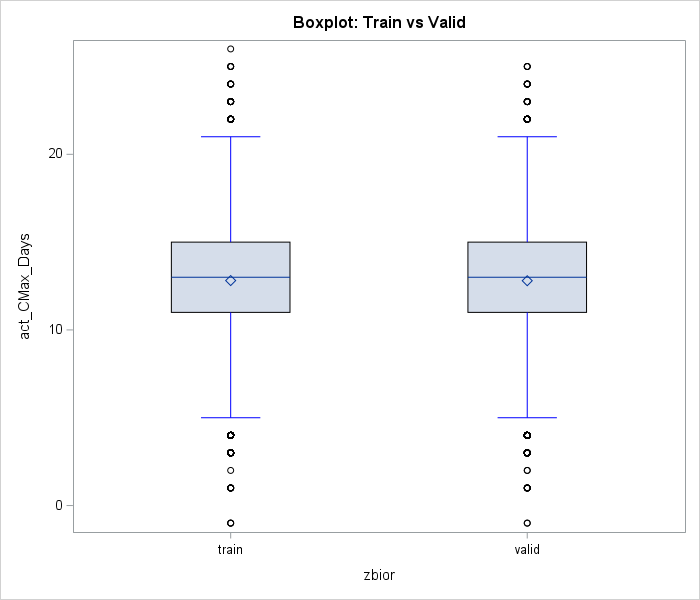 Boxplot: Train vs Valid
20
10
0
act_CMax_Days
train
valid
zbior